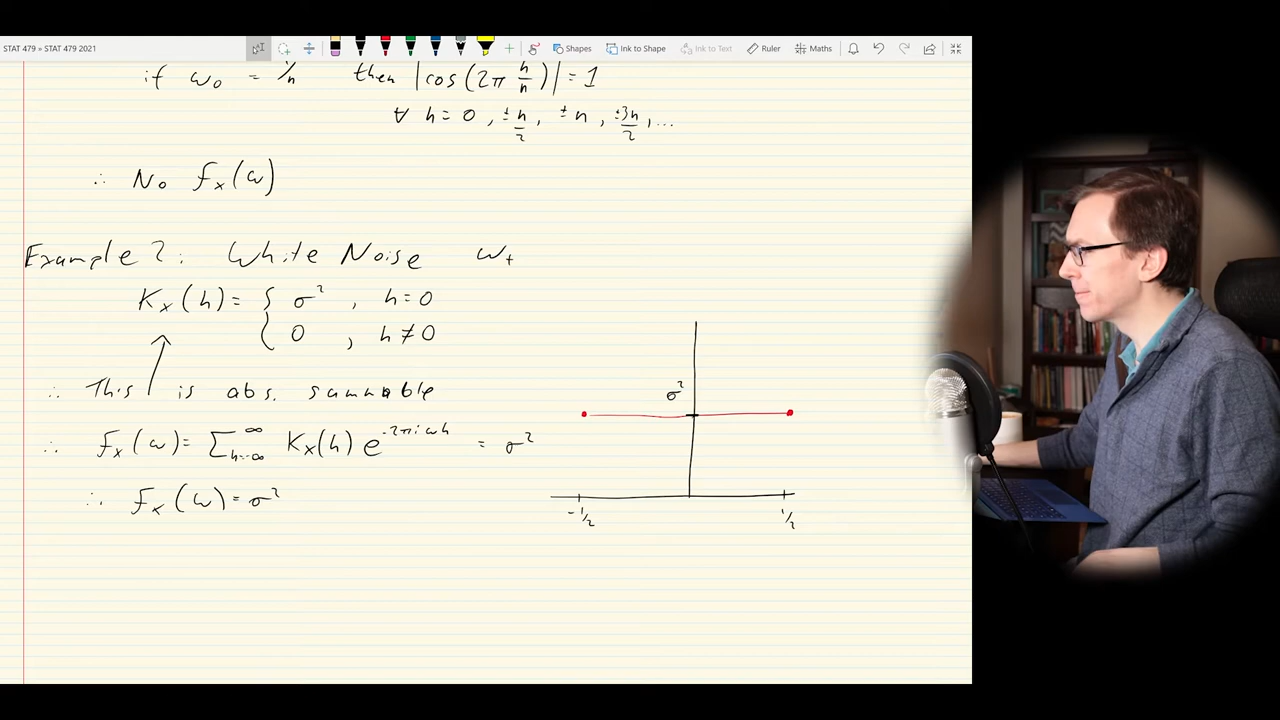 STAT 479 » STAT 479 2021
Shapes Ink to Shape Ink to Text Ruler Maths
if ω₀ = 1/n then |cos(2π h/n)| = 1
∀ h = 0, ± n/2, ± n, ± 3n/2, ...
∴ No fₓ(ω)
Example 2: White Noise wₜ
Kₓ(h) = { σ², h = 0
0, h ≠ 0
∴ This is abs. summable
∴ fₓ(ω) = ∑_{h=-∞}^{∞} Kₓ(h) e^{-2πiωh} = σ²
∴ fₓ(ω) = σ²
σ²
-1/2 1/2